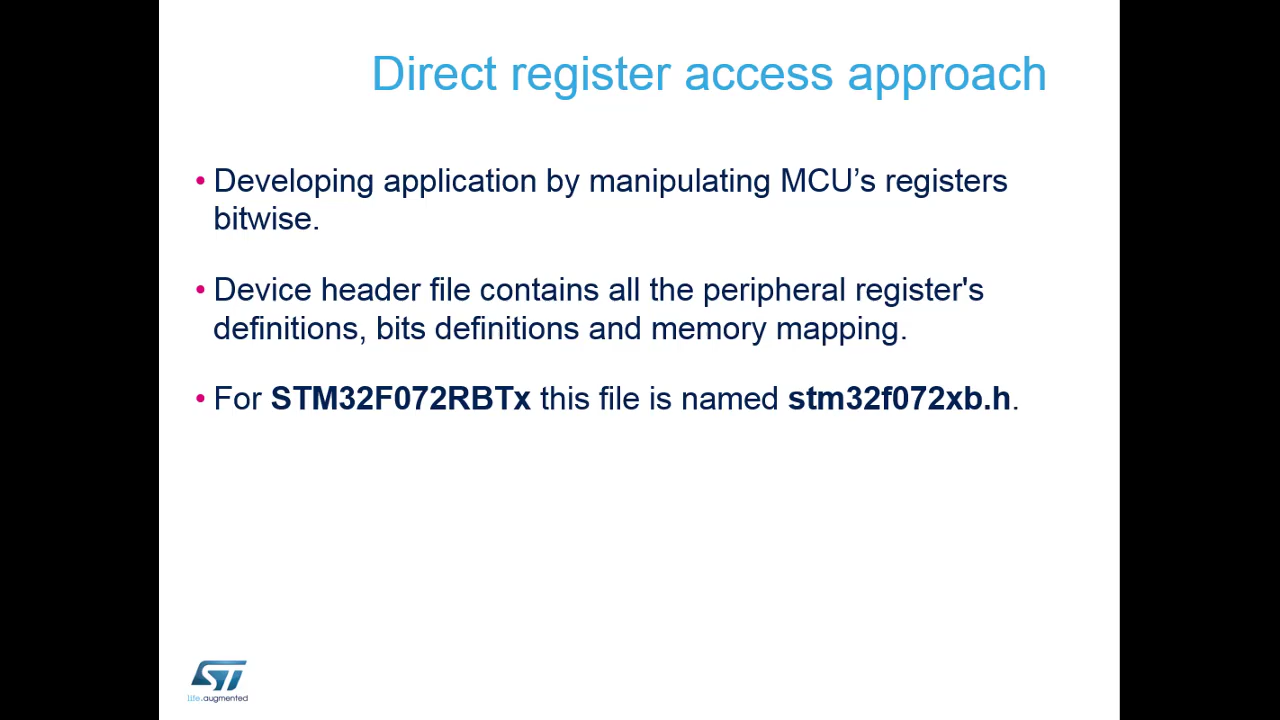 Direct register access approach
• Developing application by manipulating MCU’s registers
bitwise.
• Device header file contains all the peripheral register's
definitions, bits definitions and memory mapping.
• For STM32F072RBTx this file is named stm32f072xb.h.
ST
life.augmented